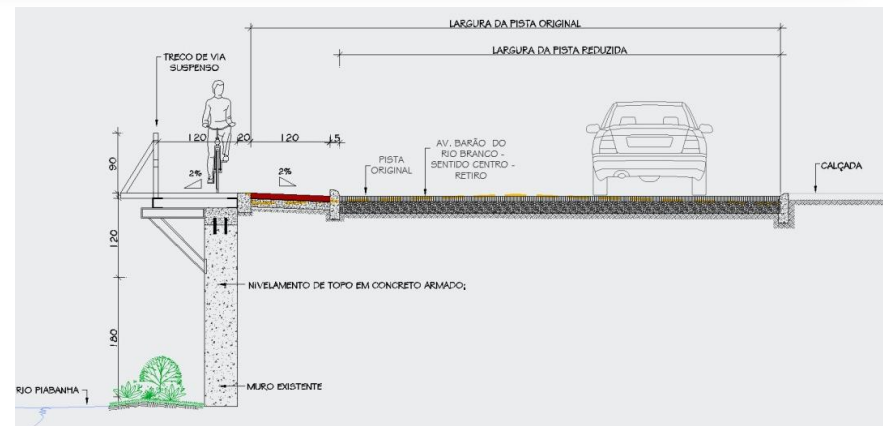 LARGURA DA PISTA ORIGINAL
LARGURA DA PISTA REDUZIDA
TRECO DE VIA
SUSPENSO
120
20
120
15
90
2%
2%
PISTA
ORIGINAL
AV. BARÃO DO
RIO BRANCO -
SENTIDO CENTRO -
RETIRO
CALÇADA
120
NIVELAMENTO DE TOPO EM CONCRETO ARMADO;
180
RIO PIABANHA
MURO EXISTENTE